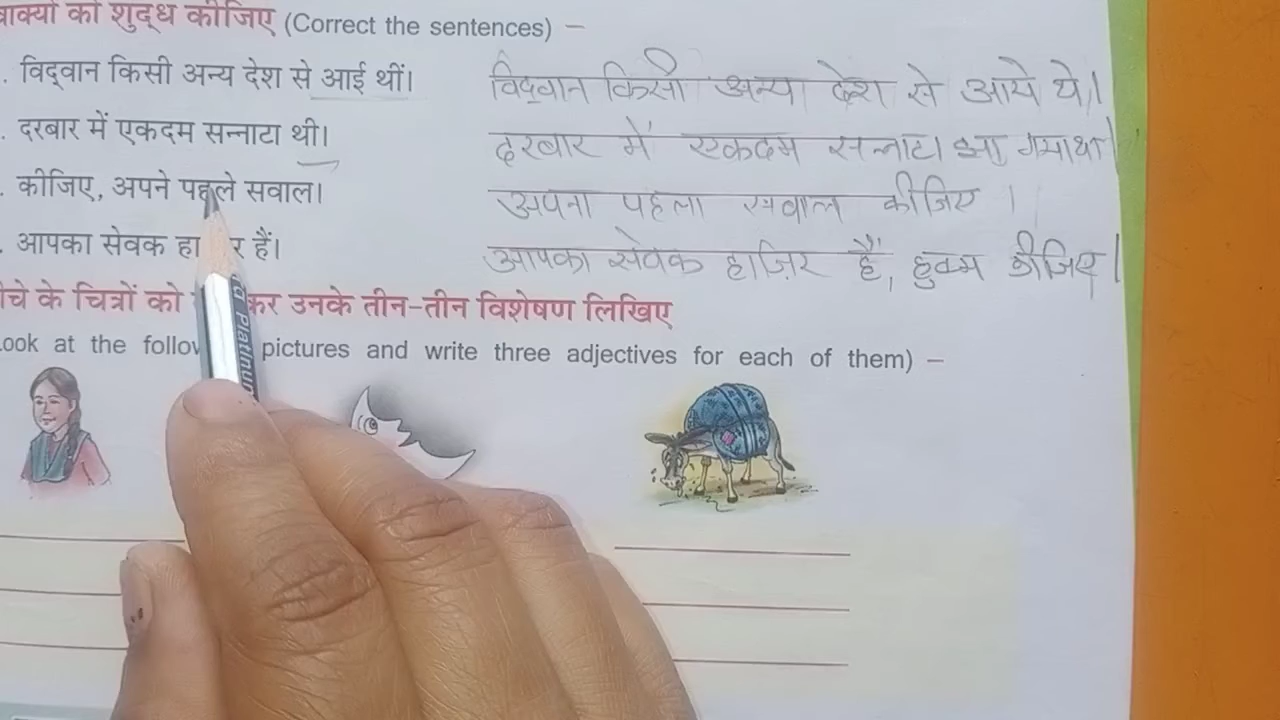 वाक्यों को शुद्ध कीजिए (Correct the sentences) –
. विद्वान किसी अन्य देश से आई थीं। विद्वान किसी अन्य देश से आये थे।
. दरबार में एकदम सन्नाटा थी। दरबार में एकदम सन्नाटा छा गया था।
. कीजिए, अपने पहले सवाल। अपना पहला सवाल कीजिए।
. आपका सेवक हा र हैं। आपका सेवक हाज़िर है, हुक्म कीजिए।
चे के चित्रों को कर उनके तीन-तीन विशेषण लिखिए
ook at the follow pictures and write three adjectives for each of them) –
Platinum